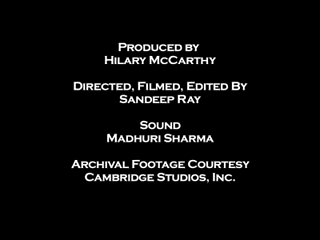 Produced by
Hilary McCarthy
Directed, Filmed, Edited By
Sandeep Ray
Sound
Madhuri Sharma
Archival Footage Courtesy
Cambridge Studios, Inc.